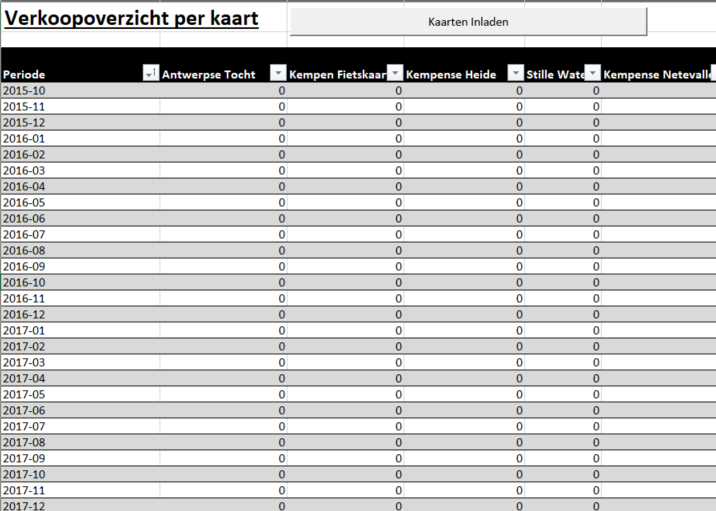 Verkoopoverzicht per kaart
Kaarten Inladen
Periode Antwerpse Tocht Kempen Fietskaar Kempense Heide Stille Wate Kempense Netevalle
2015-10 0 0 0 0
2015-11 0 0 0 0
2015-12 0 0 0 0
2016-01 0 0 0 0
2016-02 0 0 0 0
2016-03 0 0 0 0
2016-04 0 0 0 0
2016-05 0 0 0 0
2016-06 0 0 0 0
2016-07 0 0 0 0
2016-08 0 0 0 0
2016-09 0 0 0 0
2016-10 0 0 0 0
2016-11 0 0 0 0
2016-12 0 0 0 0
2017-01 0 0 0 0
2017-02 0 0 0 0
2017-03 0 0 0 0
2017-04 0 0 0 0
2017-05 0 0 0 0
2017-06 0 0 0 0
2017-07 0 0 0 0
2017-08 0 0 0 0
2017-09 0 0 0 0
2017-10 0 0 0 0
2017-11 0 0 0 0
2017-12 0 0 0 0